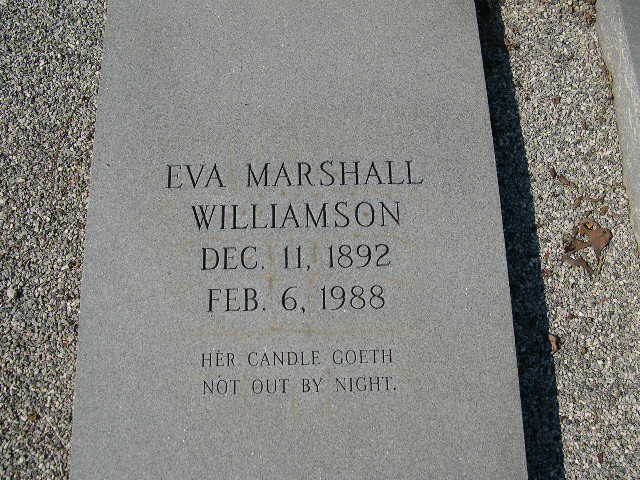 EVA MARSHALL
WILLIAMSON
DEC. 11, 1892
FEB. 6, 1988
HER CANDLE GOETH
NOT OUT BY NIGHT.